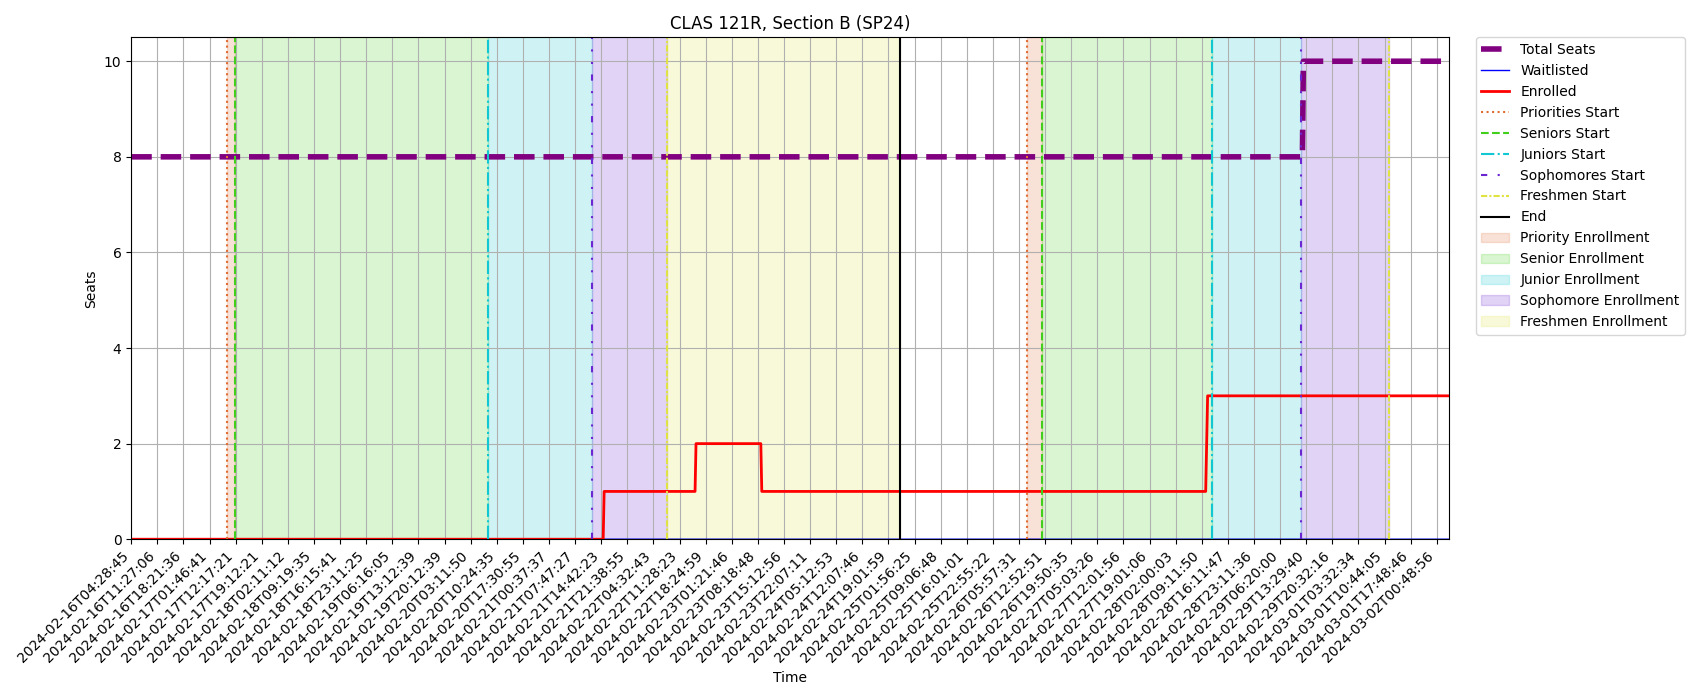 CLAS 121R, Section B (SP24)
10
8
6
4
2
0
Seats
2024-02-16T04:28:45
2024-02-16T11:27:06
2024-02-16T18:21:36
2024-02-17T01:46:41
2024-02-17T12:17:21
2024-02-17T19:12:21
2024-02-18T02:11:12
2024-02-18T09:19:35
2024-02-18T16:15:41
2024-02-18T23:11:25
2024-02-19T06:16:05
2024-02-19T13:12:39
2024-02-19T20:12:39
2024-02-20T03:11:50
2024-02-20T10:24:35
2024-02-20T17:30:55
2024-02-21T00:37:37
2024-02-21T07:47:27
2024-02-21T14:42:23
2024-02-21T21:38:55
2024-02-22T04:32:43
2024-02-22T11:28:23
2024-02-22T18:24:59
2024-02-23T01:21:46
2024-02-23T08:18:48
2024-02-23T15:12:56
2024-02-23T22:07:11
2024-02-24T05:12:53
2024-02-24T12:07:46
2024-02-24T19:01:59
2024-02-25T01:56:25
2024-02-25T09:06:48
2024-02-25T16:01:01
2024-02-25T22:55:22
2024-02-26T05:57:31
2024-02-26T12:52:51
2024-02-26T19:50:35
2024-02-27T05:03:26
2024-02-27T12:01:56
2024-02-27T19:01:06
2024-02-28T02:00:03
2024-02-28T09:11:50
2024-02-28T16:11:47
2024-02-28T23:11:36
2024-02-29T06:20:00
2024-02-29T13:29:40
2024-02-29T20:32:16
2024-03-01T03:32:34
2024-03-01T10:44:05
2024-03-01T17:48:46
2024-03-02T00:48:56
Time
Total Seats
Waitlisted
Enrolled
Priorities Start
Seniors Start
Juniors Start
Sophomores Start
Freshmen Start
End
Priority Enrollment
Senior Enrollment
Junior Enrollment
Sophomore Enrollment
Freshmen Enrollment